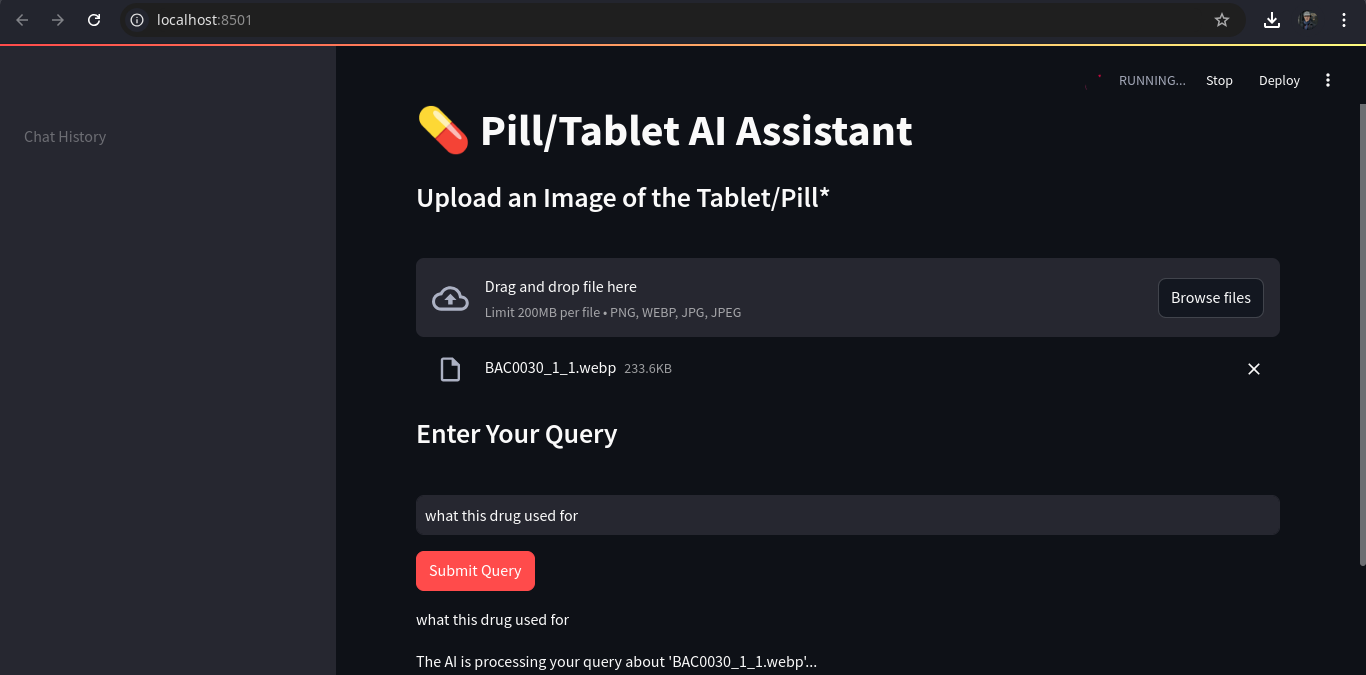 localhost:8501
RUNNING...
Stop
Deploy
Chat History
Pill/Tablet AI Assistant
Upload an Image of the Tablet/Pill*
Drag and drop file here
Limit 200MB per file • PNG, WEBP, JPG, JPEG
Browse files
BAC0030_1_1.webp 233.6KB
Enter Your Query
what this drug used for
Submit Query
what this drug used for
The AI is processing your query about 'BAC0030_1_1.webp'...